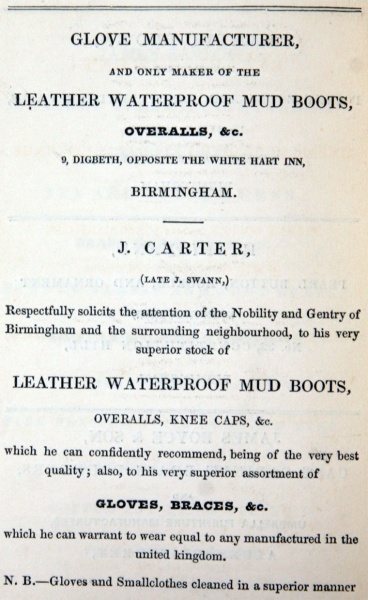 GLOVE MANUFACTURER,
AND ONLY MAKER OF THE
LEATHER WATERPROOF MUD BOOTS,
OVERALLS, &c.
9, DIGBETH, OPPOSITE THE WHITE HART INN,
BIRMINGHAM.
J. CARTER,
(LATE J. SWANN,)
Respectfully solicits the attention of the Nobility and Gentry of
Birmingham and the surrounding neighbourhood, to his very
superior stock of
LEATHER WATERPROOF MUD BOOTS,
OVERALLS, KNEE CAPS, &c.
which he can confidently recommend, being of the very best
quality; also, to his very superior assortment of
GLOVES, BRACES, &c.
which he can warrant to wear equal to any manufactured in the
united kingdom.
N. B.—Gloves and Smallclothes cleaned in a superior manner